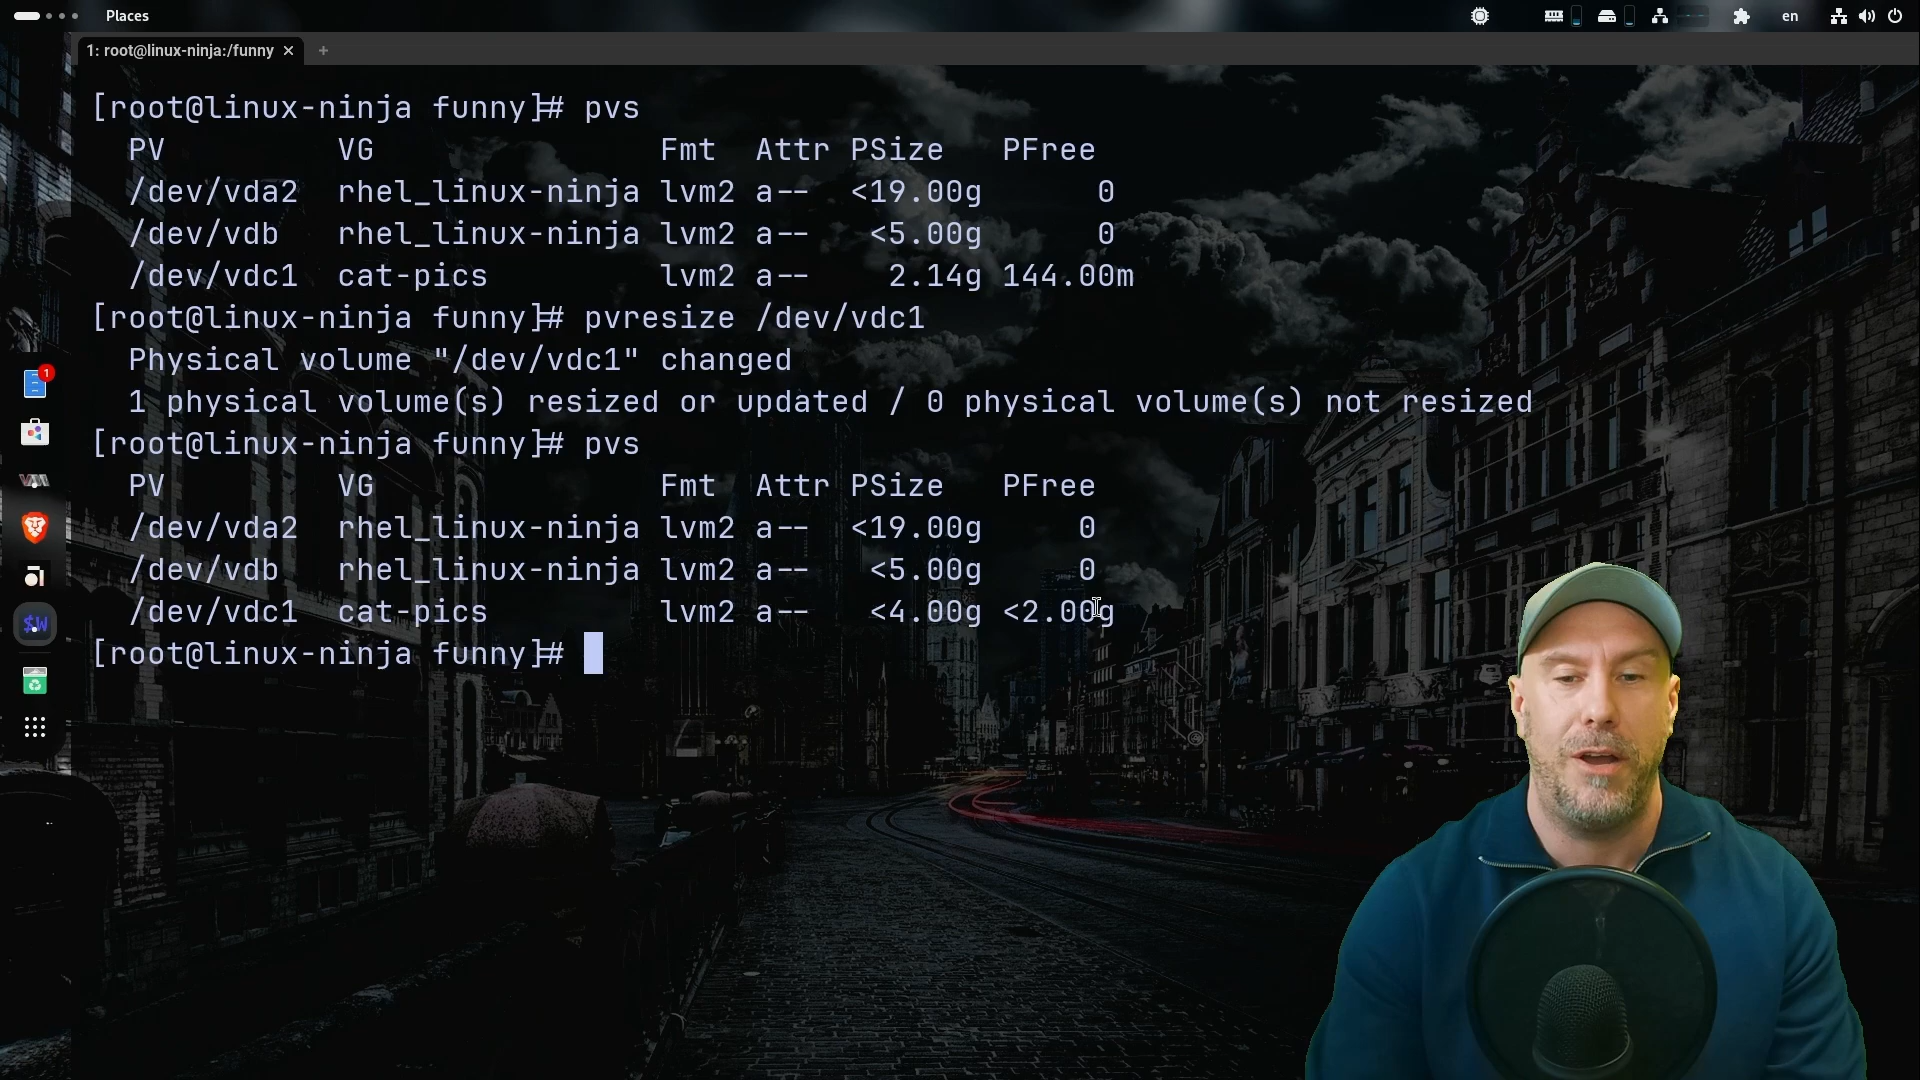 Places
en
1: root@linux-ninja:/funny
[root@linux-ninja funny]# pvs
PV VG Fmt Attr PSize PFree
/dev/vda2 rhel_linux-ninja lvm2 a-- <19.00g 0
/dev/vdb rhel_linux-ninja lvm2 a-- <5.00g 0
/dev/vdc1 cat-pics lvm2 a-- 2.14g 144.00m
[root@linux-ninja funny]# pvresize /dev/vdc1
Physical volume "/dev/vdc1" changed
1 physical volume(s) resized or updated / 0 physical volume(s) not resized
[root@linux-ninja funny]# pvs
PV VG Fmt Attr PSize PFree
/dev/vda2 rhel_linux-ninja lvm2 a-- <19.00g 0
/dev/vdb rhel_linux-ninja lvm2 a-- <5.00g 0
/dev/vdc1 cat-pics lvm2 a-- <4.00g <2.00g
[root@linux-ninja funny]#
1
$W